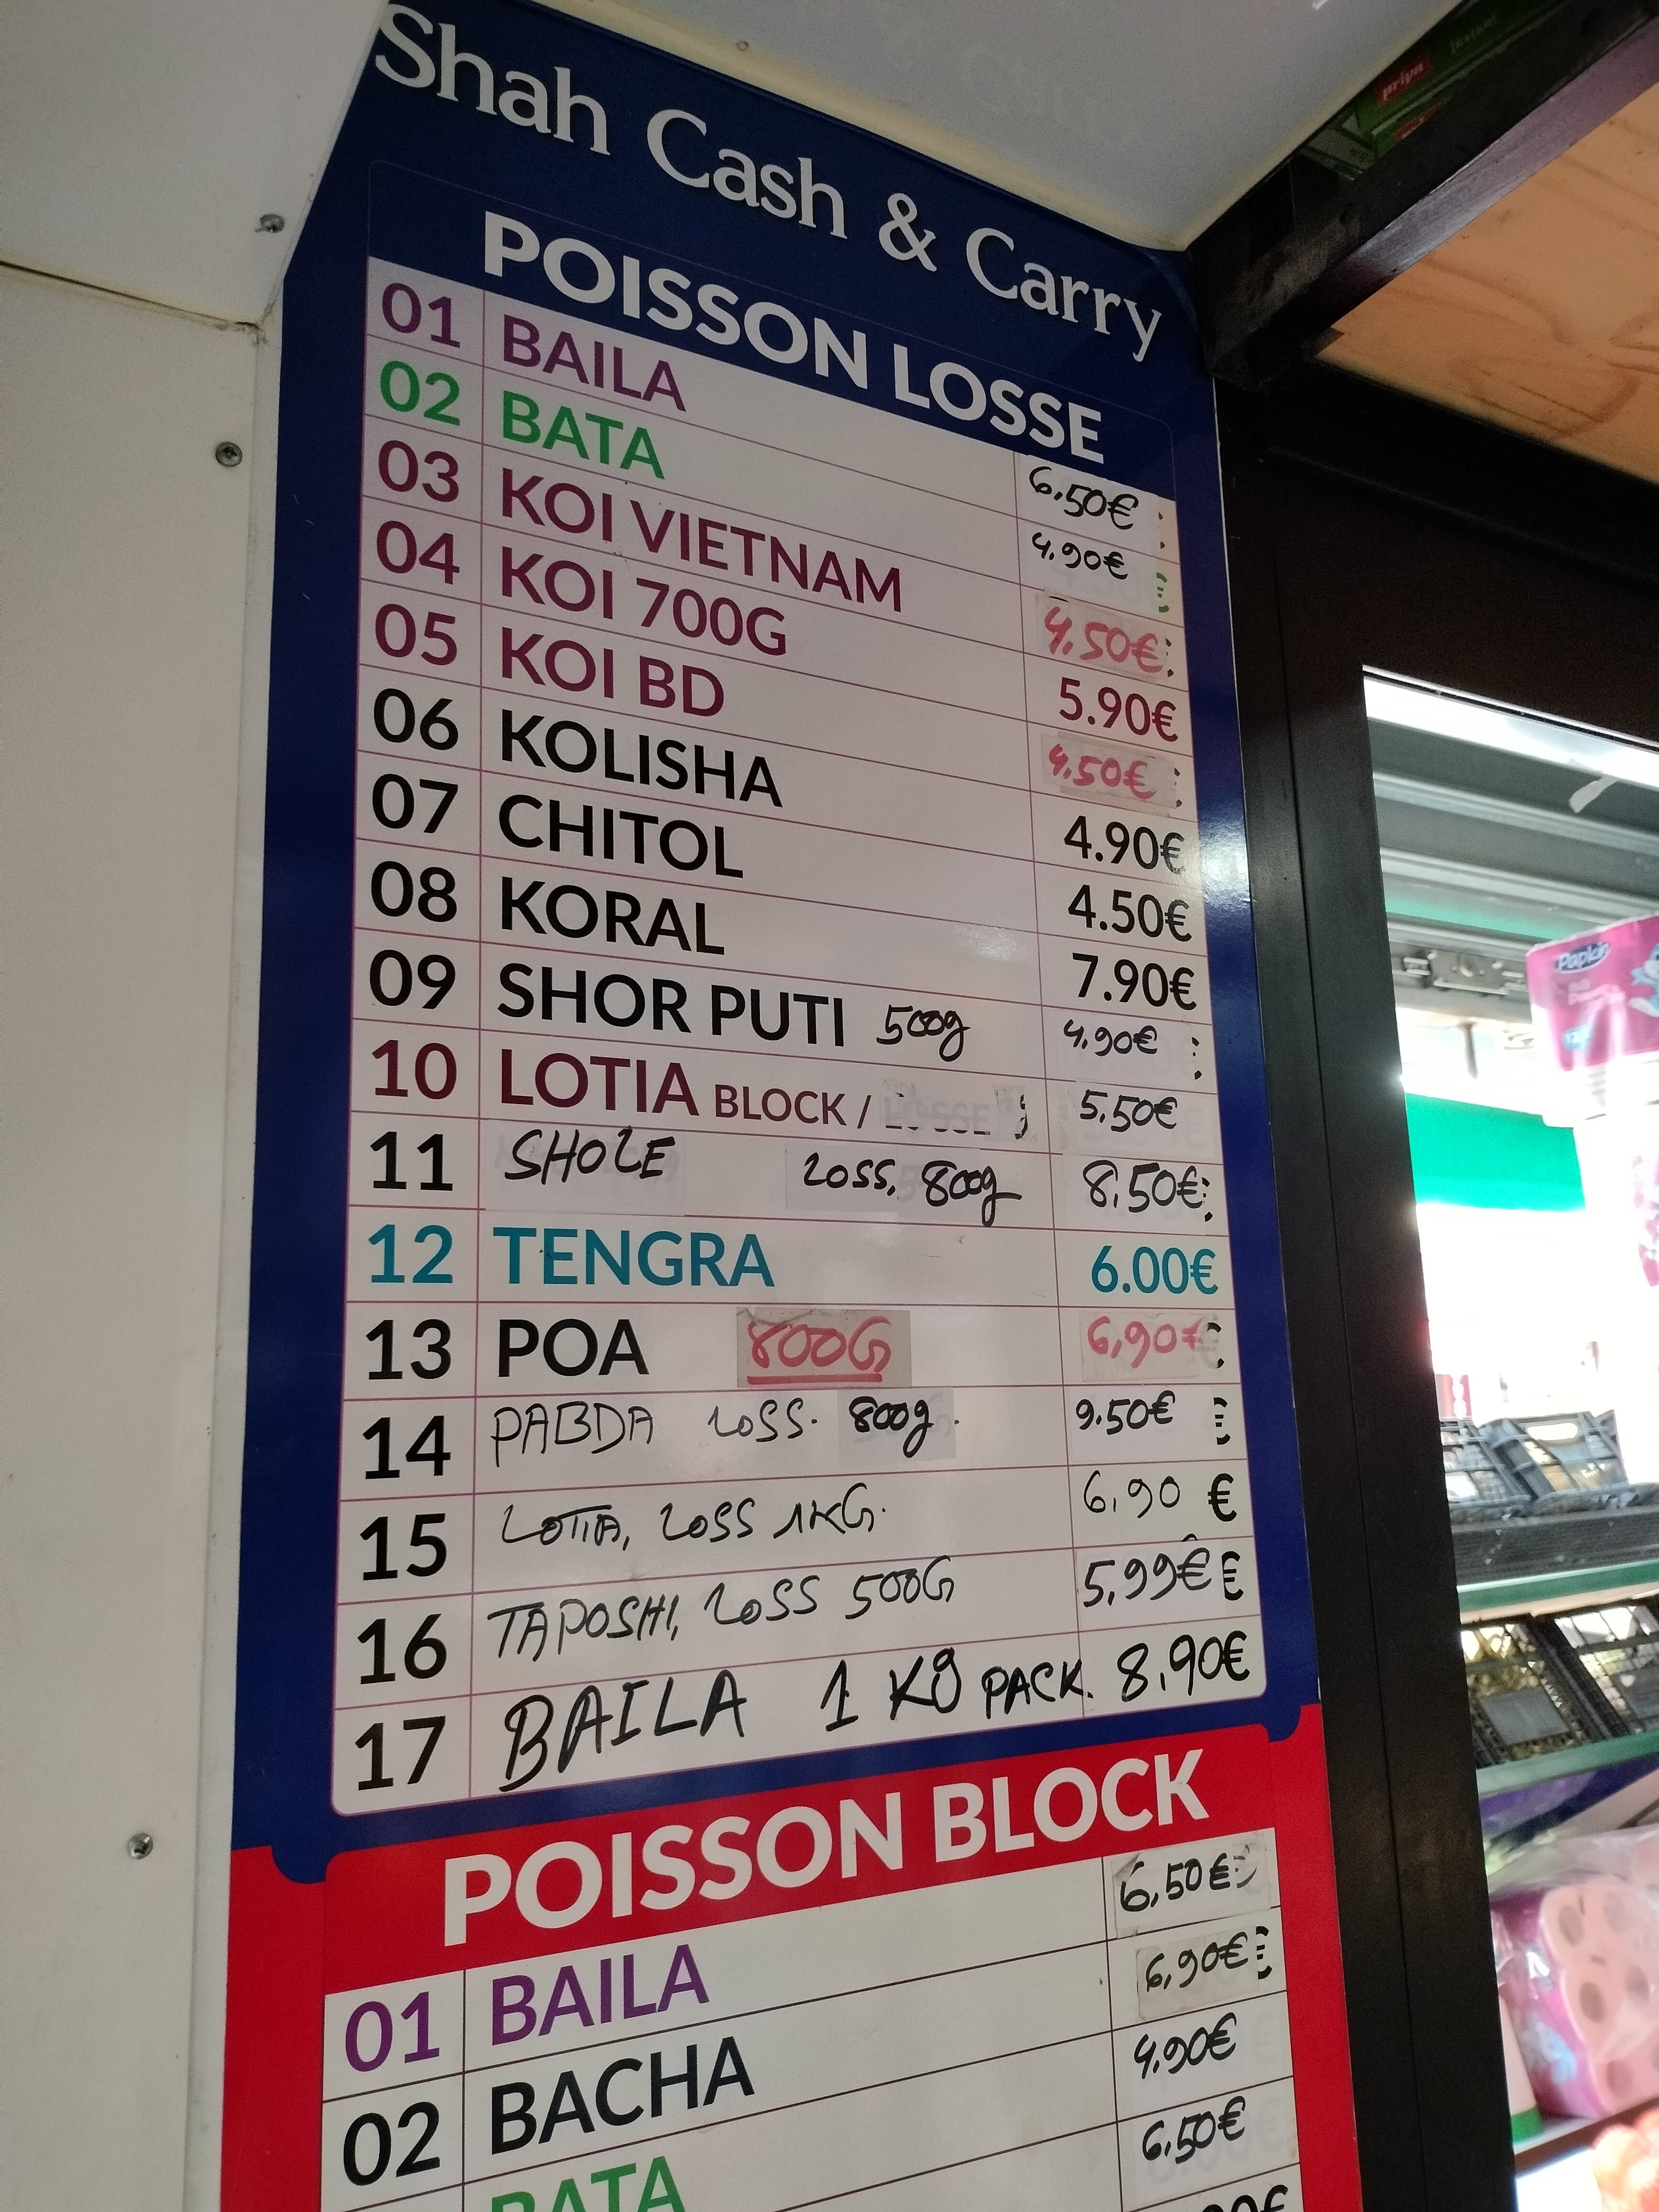 Shah Cash & Carry
POISSON LOSSE
01 BAILA 6.50€
02 BATA 4.90€
03 KOI VIETNAM 4.50€
04 KOI 700G 5.90€
05 KOI BD 4.50€
06 KOLISHA 4.90€
07 CHITOL 4.50€
08 KORAL 7.90€
09 SHOR PUTI 500g 4.90€
10 LOTIA BLOCK / 5.50€
11 SHOLE LOSS. 800g 8.50€
12 TENGRA 6.00€
13 POA 800G 6,90€
14 PABDA LOSS. 800g. 9.50€
15 LOTIA, LOSS 1KG. 6,90 €
16 TAPOSHI, LOSS 500G 5,99€
17 BAILA 1 KG PACK. 8,90€
POISSON BLOCK
01 BAILA 6,50€
02 BACHA 6,90€
BATA 4.90€
6.50€
priya
instant
Papia